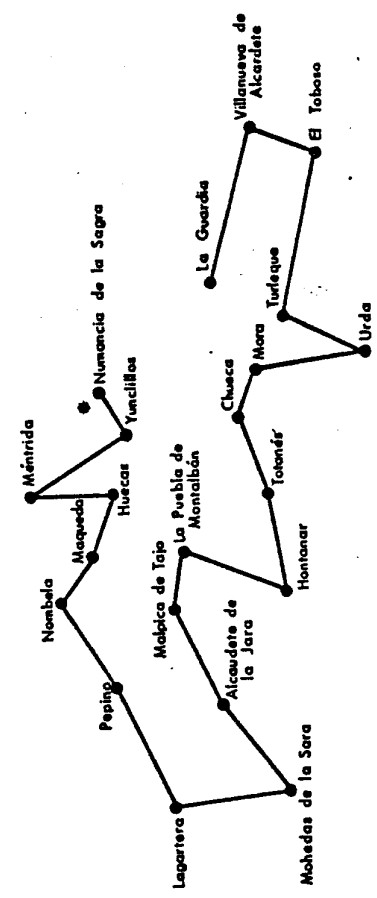 Méntrida
Nombela
Maqueda
Numancia de la Sagra
*
Pepino
Huecas
Yunclillos
Malpica de Tajo
Lagartera
La Puebla de
Montalbán
La Guardia
Alcaudete de
la Jara
Chueca
Villanueva de
Alcardete
Mora
Totanés
Turleque
Hontanar
Mohedas de la Sara
El Toboso
Urda